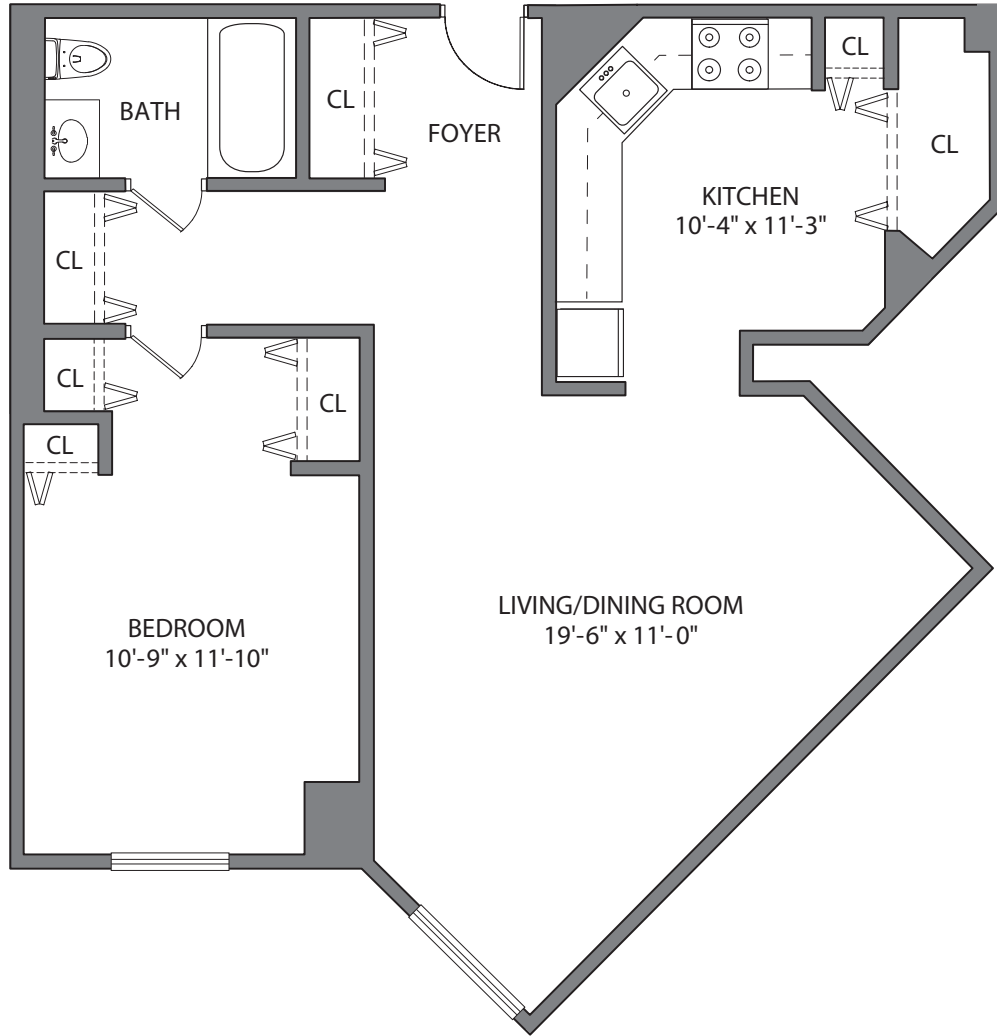 CL
BATH
CL
FOYER
CL
KITCHEN
10'-4" x 11'-3"
CL
CL
CL
CL
BEDROOM
10'-9" x 11'-10"
LIVING/DINING ROOM
19'-6" x 11'-0"
CL